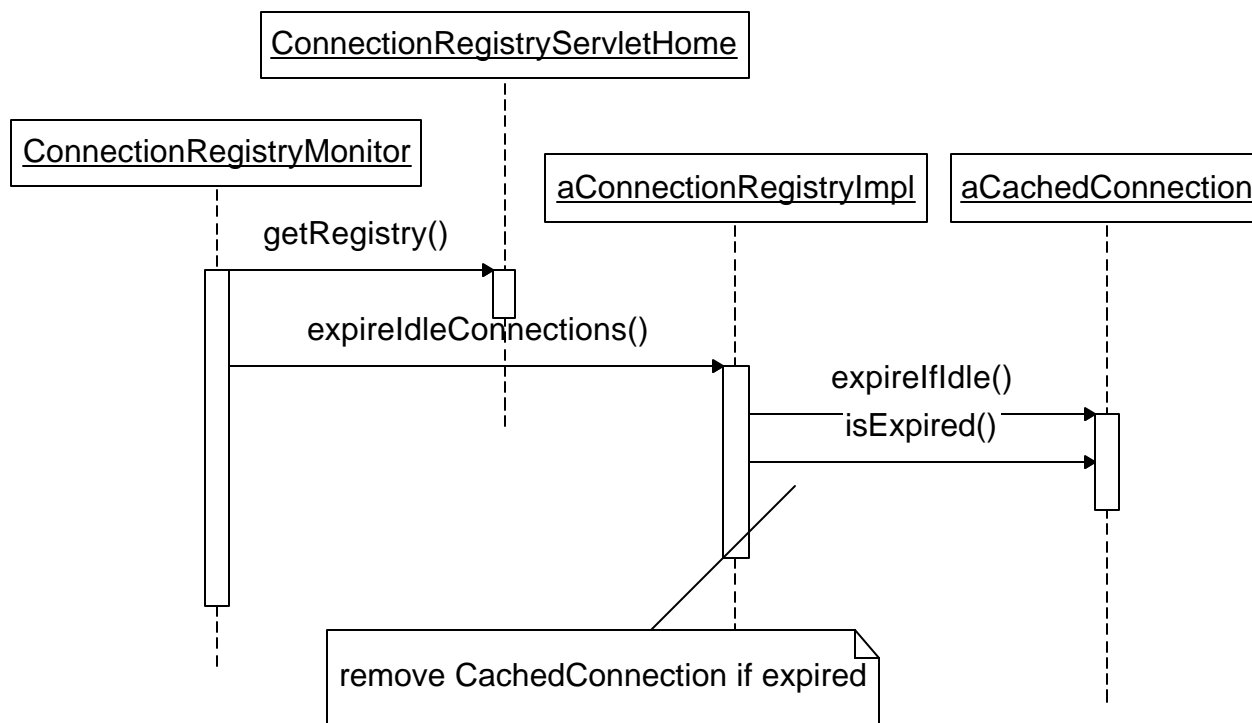 ConnectionRegistryServletHome
ConnectionRegistryMonitor
aConnectionRegistryImpl
aCachedConnection
getRegistry()
expireIdleConnections()
expireIfIdle()
isExpired()
remove CachedConnection if expired